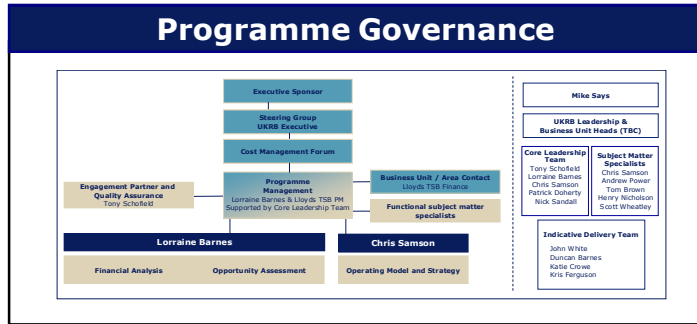 Programme Governance
Executive Sponsor
Steering Group
UKRB Executive
Cost Management Forum
Programme
Management
Lorraine Barnes & Lloyds TSB PM
Supported by Core Leadership Team
Engagement Partner and
Quality Assurance
Tony Schofield
Business Unit / Area Contact
Lloyds TSB Finance
Functional subject matter
specialists
Lorraine Barnes
Chris Samson
Financial Analysis
Opportunity Assessment
Operating Model and Strategy
Mike Says
UKRB Leadership &
Business Unit Heads (TBC)
Core Leadership
Team
Tony Schofield
Lorraine Barnes
Chris Samson
Patrick Doherty
Nick Sandall
Subject Matter
Specialists
Chris Samson
Andrew Power
Tom Brown
Henry Nicholson
Scott Wheatley
Indicative Delivery Team
John White
Duncan Barnes
Katie Crowe
Kris Ferguson